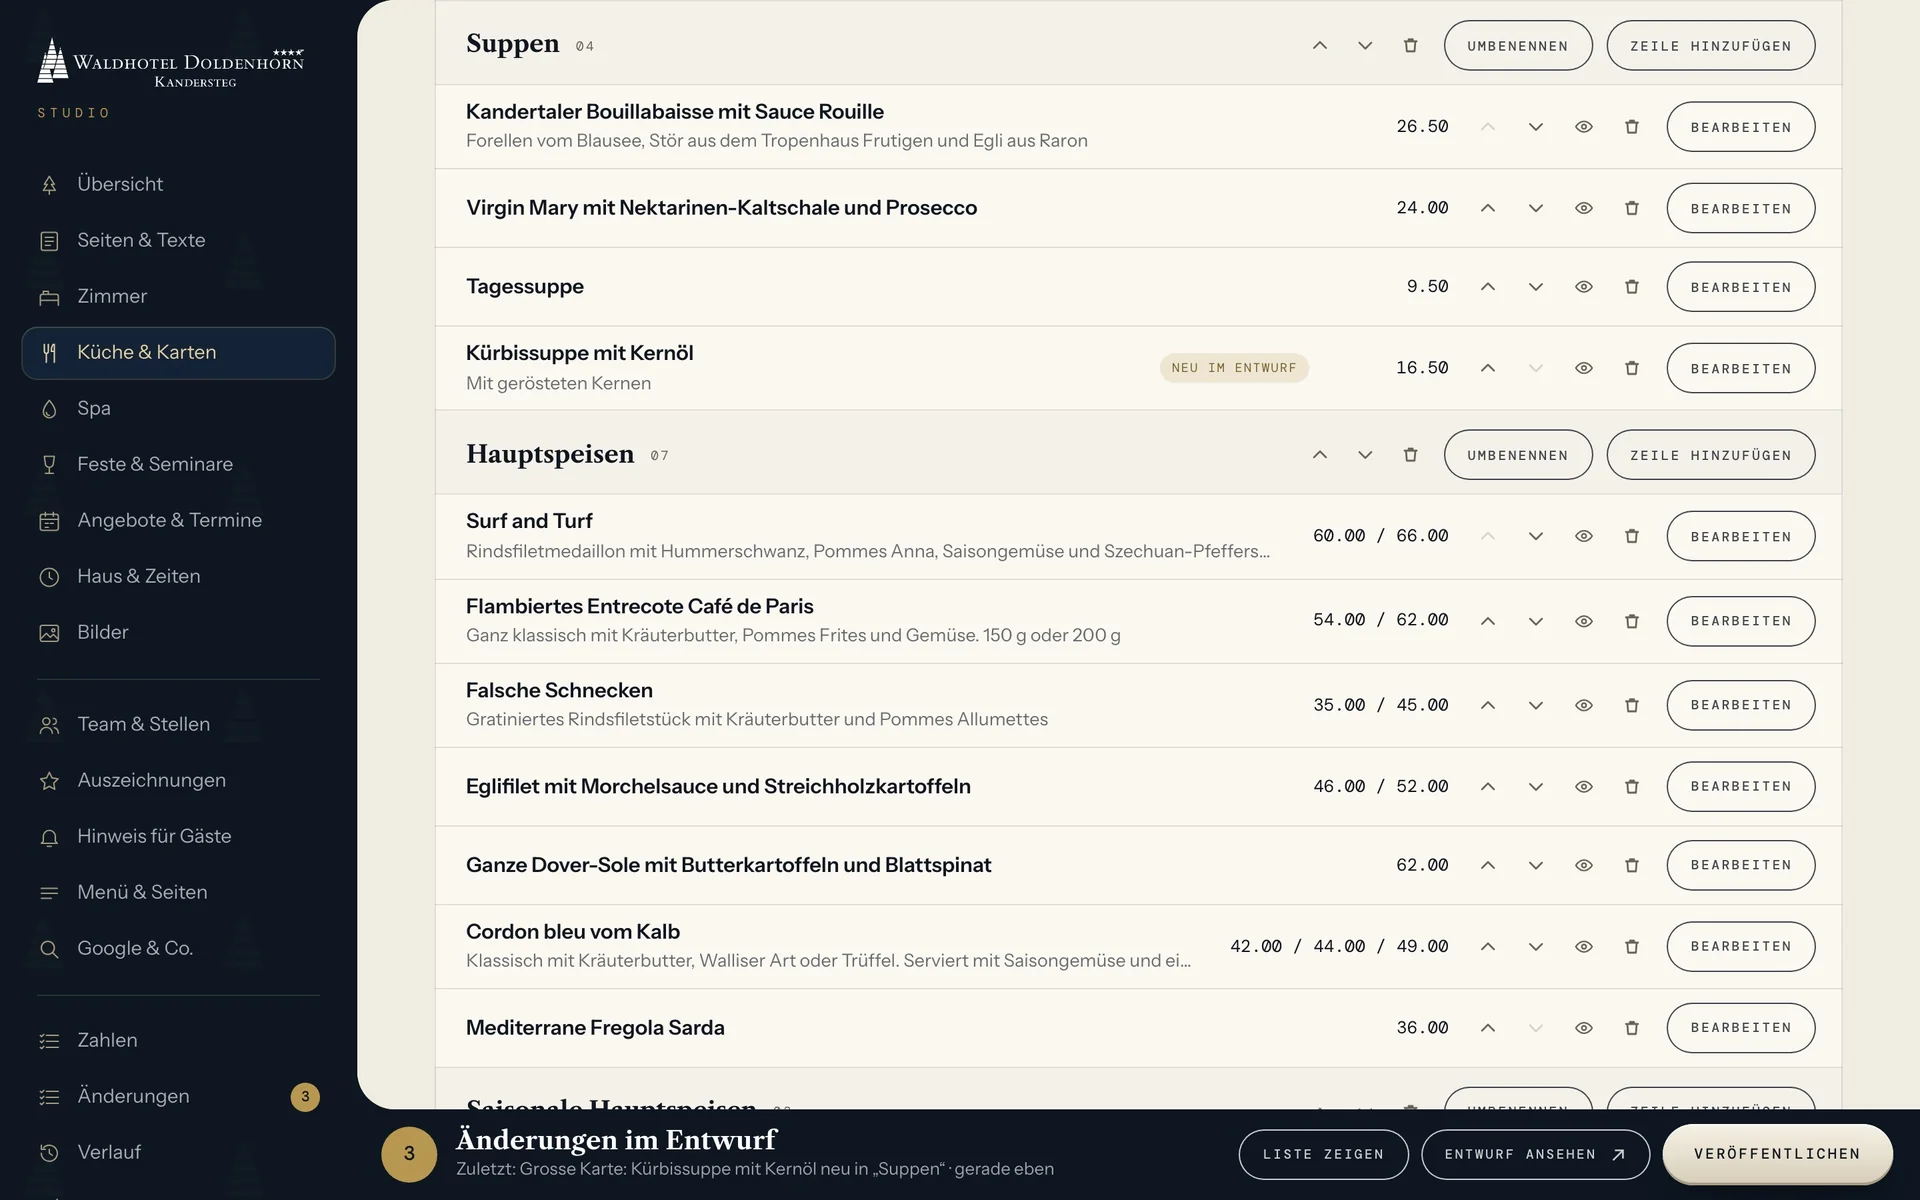 WALDHOTEL DOLDENHORN
KANDERSTEG
STUDIO
Übersicht
Seiten & Texte
Zimmer
Küche & Karten
Spa
Feste & Seminare
Angebote & Termine
Haus & Zeiten
Bilder
Team & Stellen
Auszeichnungen
Hinweis für Gäste
Menü & Seiten
Google & Co.
Zahlen
Änderungen 3
Verlauf
Suppen 04 UMBENENNEN ZEILE HINZUFÜGEN
Kandertaler Bouillabaisse mit Sauce Rouille
Forellen vom Blausee, Stör aus dem Tropenhaus Frutigen und Egli aus Raron
26.50 BEARBEITEN
Virgin Mary mit Nektarinen-Kaltschale und Prosecco 24.00 BEARBEITEN
Tagessuppe 9.50 BEARBEITEN
Kürbissuppe mit Kernöl
Mit gerösteten Kernen
NEU IM ENTWURF 16.50 BEARBEITEN
Hauptspeisen 07 UMBENENNEN ZEILE HINZUFÜGEN
Surf and Turf
Rindsfiletmedaillon mit Hummerschwanz, Pommes Anna, Saisongemüse und Szechuan-Pfeffers...
60.00 / 66.00 BEARBEITEN
Flambiertes Entrecote Café de Paris
Ganz klassisch mit Kräuterbutter, Pommes Frites und Gemüse. 150 g oder 200 g
54.00 / 62.00 BEARBEITEN
Falsche Schnecken
Gratiniertes Rindsfiletstück mit Kräuterbutter und Pommes Allumettes
35.00 / 45.00 BEARBEITEN
Eglifilet mit Morchelsauce und Streichholzkartoffeln 46.00 / 52.00 BEARBEITEN
Ganze Dover-Sole mit Butterkartoffeln und Blattspinat 62.00 BEARBEITEN
Cordon bleu vom Kalb
Klassisch mit Kräuterbutter, Walliser Art oder Trüffel. Serviert mit Saisongemüse und ei...
42.00 / 44.00 / 49.00 BEARBEITEN
Mediterrane Fregola Sarda 36.00 BEARBEITEN
Saisonale Hauptspeisen UMBENENNEN ZEILE HINZUFÜGEN
3
Änderungen im Entwurf
Zuletzt: Grosse Karte: Kürbissuppe mit Kernöl neu in „Suppen“ · gerade eben
LISTE ZEIGEN ENTWURF ANSEHEN VERÖFFENTLICHEN